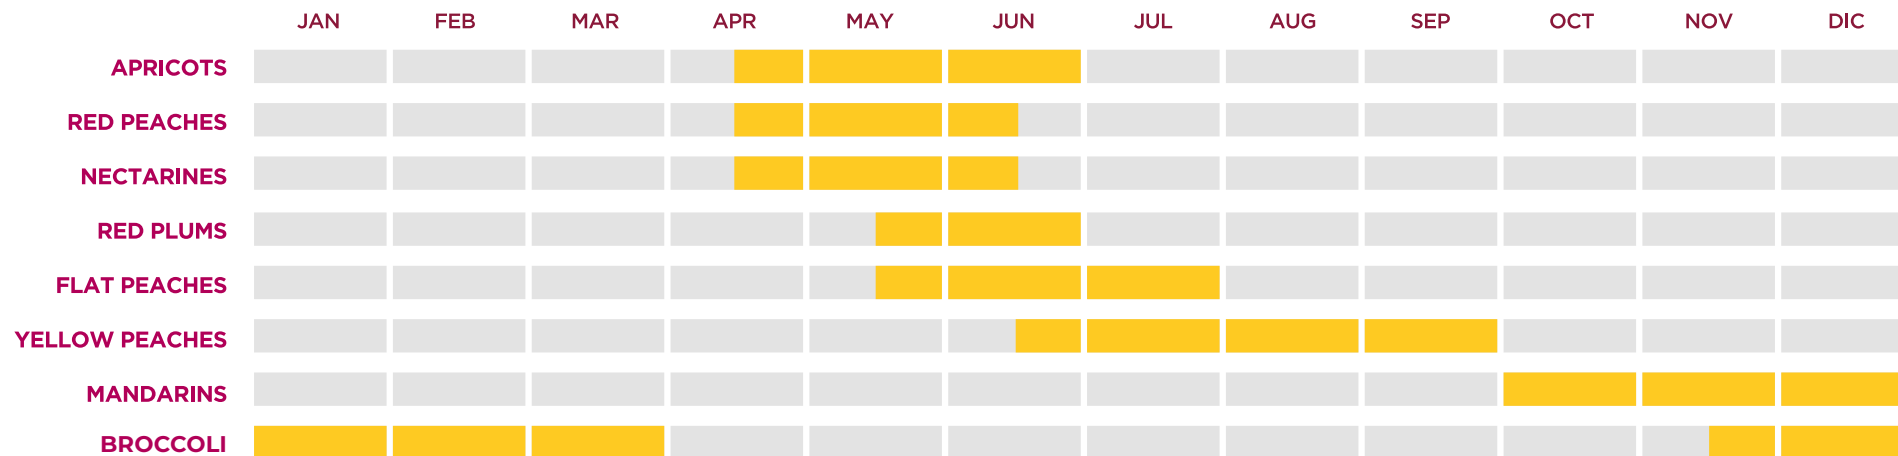 JAN FEB MAR APR MAY JUN JUL AUG SEP OCT NOV DIC
APRICOTS
RED PEACHES
NECTARINES
RED PLUMS
FLAT PEACHES
YELLOW PEACHES
MANDARINS
BROCCOLI